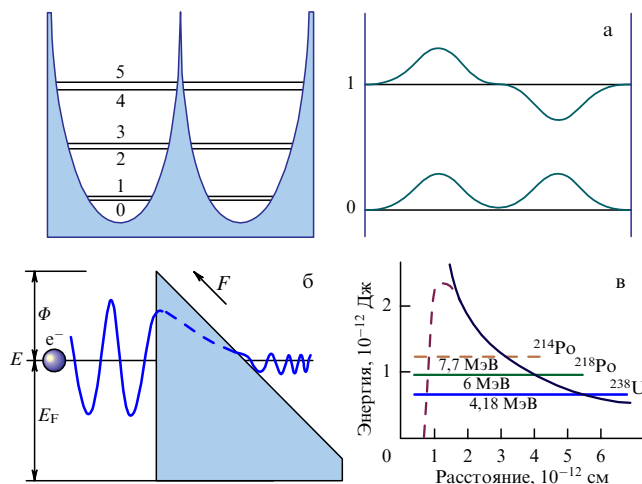 5
4
3
2
1
0
а
1
0
б
F
Φ
E
e⁻
E_F
в
Энергия, 10⁻¹² Дж
2
1
0
²¹⁴Po
7,7 МэВ
²¹⁸Po
6 МэВ
²³⁸U
4,18 МэВ
1 2 3 4 5 6
Расстояние, 10⁻¹² см